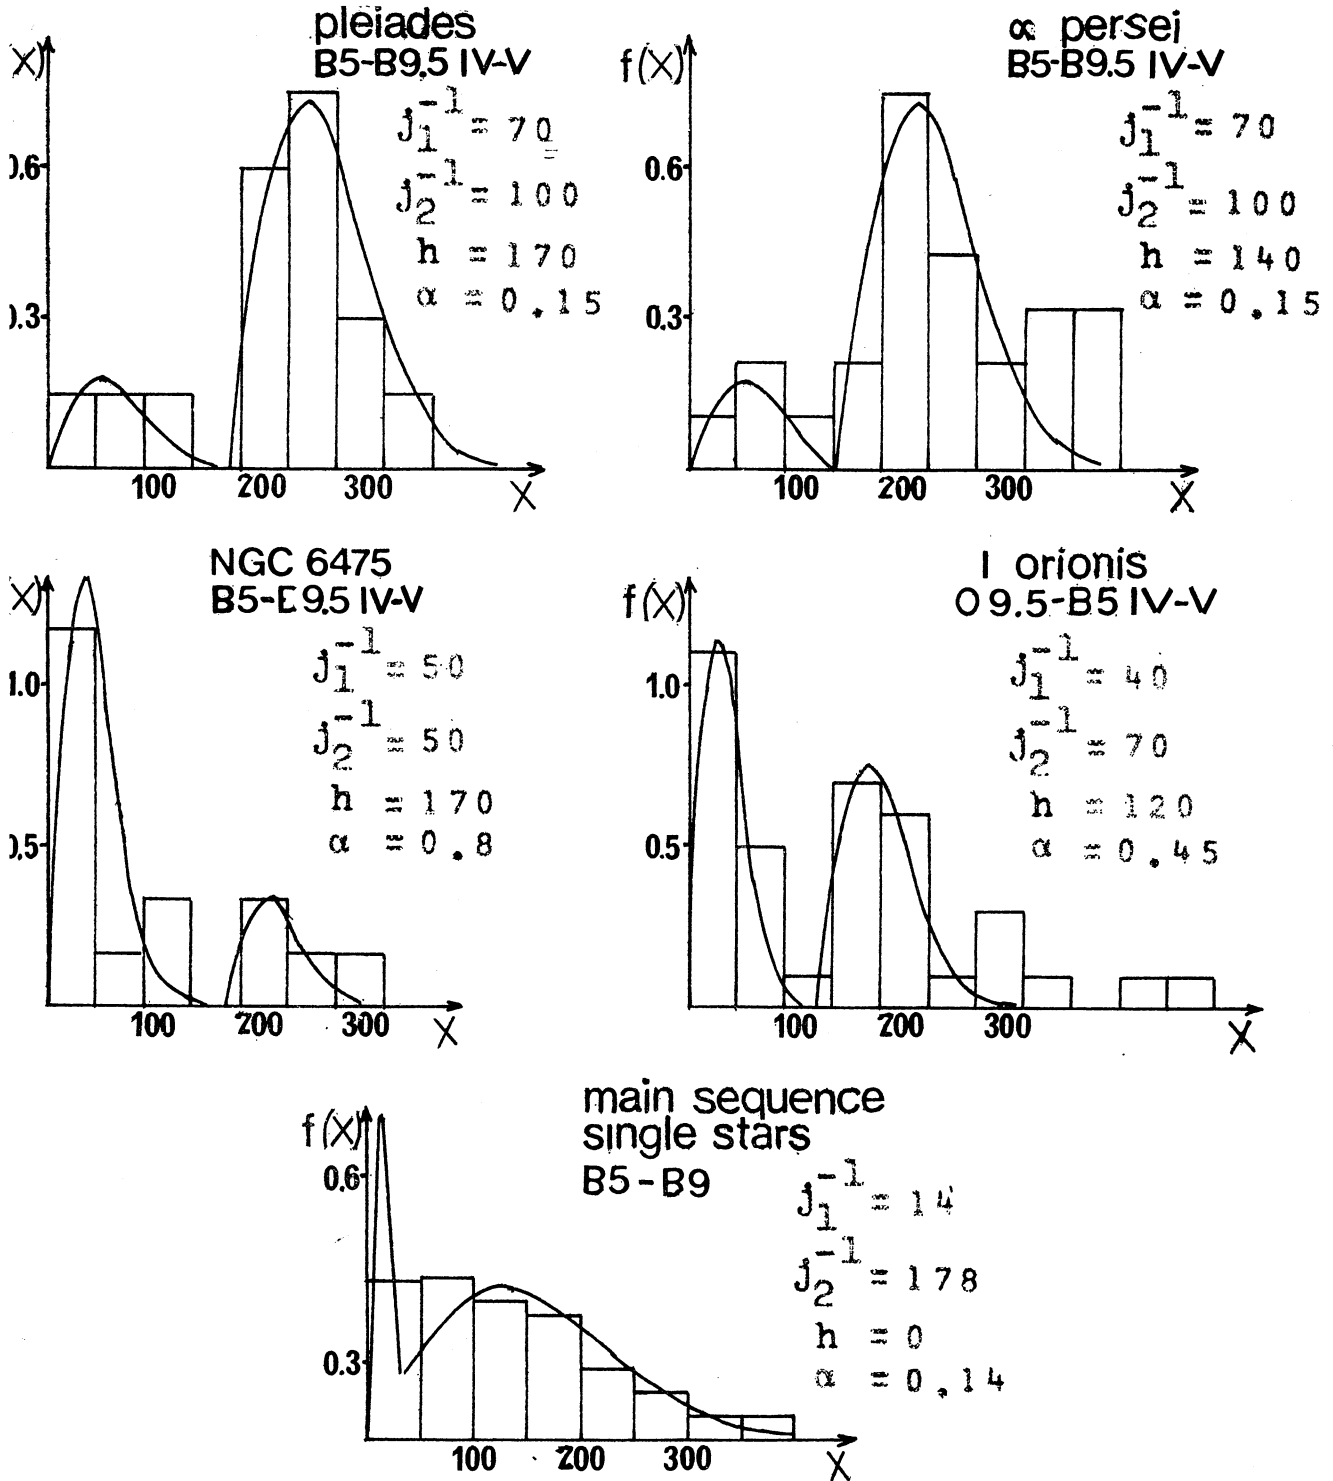 pleiades
B5-B9.5 IV-V
X)
j₁⁻¹ = 70
j₂⁻¹ = 100
h = 170
α = 0.15
0.6
0.3
100 200 300
X
α persei
B5-B9.5 IV-V
f(X)
j₁⁻¹ = 70
j₂⁻¹ = 100
h = 140
α = 0.15
0.6
0.3
100 200 300
X
NGC 6475
B5-B9.5 IV-V
X)
j₁⁻¹ = 50
j₂⁻¹ = 50
h = 170
α = 0.8
1.0
0.5
100 200 300
X
I orionis
O9.5-B5 IV-V
f(X)
j₁⁻¹ = 40
j₂⁻¹ = 70
h = 120
α = 0.45
1.0
0.5
100 200 300
X
main sequence
single stars
B5-B9
f(X)
j₁⁻¹ = 14
j₂⁻¹ = 178
h = 0
α = 0.14
0.6
0.3
100 200 300
X